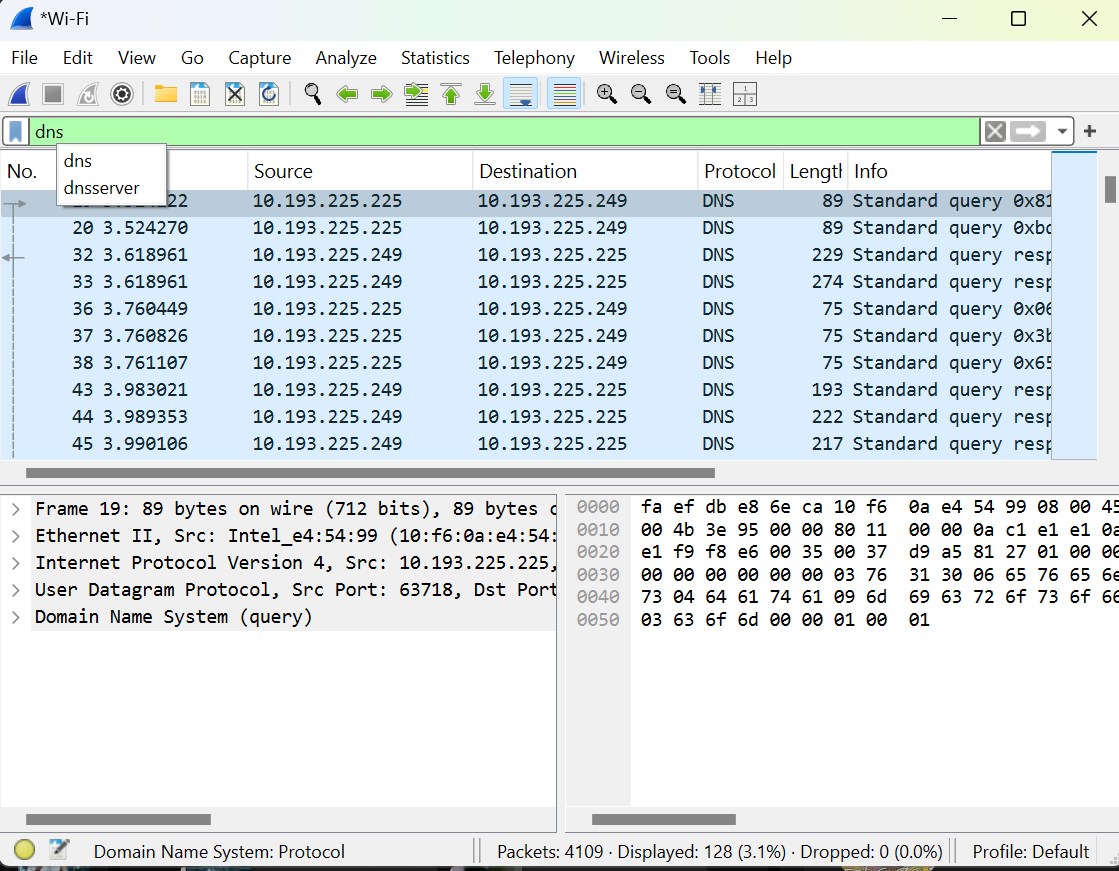 *Wi-Fi
File Edit View Go Capture Analyze Statistics Telephony Wireless Tools Help
dns
dns
dnsserver
No. Source Destination Protocol Length Info
10.193.225.225 10.193.225.249 DNS 89 Standard query 0x81
20 3.524270 10.193.225.225 10.193.225.249 DNS 89 Standard query 0xbc
32 3.618961 10.193.225.249 10.193.225.225 DNS 229 Standard query resp
33 3.618961 10.193.225.249 10.193.225.225 DNS 274 Standard query resp
36 3.760449 10.193.225.225 10.193.225.249 DNS 75 Standard query 0x06
37 3.760826 10.193.225.225 10.193.225.249 DNS 75 Standard query 0x3b
38 3.761107 10.193.225.225 10.193.225.249 DNS 75 Standard query 0x65
43 3.983021 10.193.225.249 10.193.225.225 DNS 193 Standard query resp
44 3.989353 10.193.225.249 10.193.225.225 DNS 222 Standard query resp
45 3.990106 10.193.225.249 10.193.225.225 DNS 217 Standard query resp
Frame 19: 89 bytes on wire (712 bits), 89 bytes c
Ethernet II, Src: Intel_e4:54:99 (10:f6:0a:e4:54:
Internet Protocol Version 4, Src: 10.193.225.225,
User Datagram Protocol, Src Port: 63718, Dst Port
Domain Name System (query)
0000 fa ef db e8 6e ca 10 f6 0a e4 54 99 08 00 45
0010 00 4b 3e 95 00 00 80 11 00 00 0a c1 e1 e1 0a
0020 e1 f9 f8 e6 00 35 00 37 d9 a5 81 27 01 00 00
0030 00 00 00 00 00 00 03 76 31 30 06 65 76 65 6e
0040 73 04 64 61 74 61 09 6d 69 63 72 6f 73 6f 66
0050 03 63 6f 6d 00 00 01 00 01
Domain Name System: Protocol
Packets: 4109 · Displayed: 128 (3.1%) · Dropped: 0 (0.0%)
Profile: Default